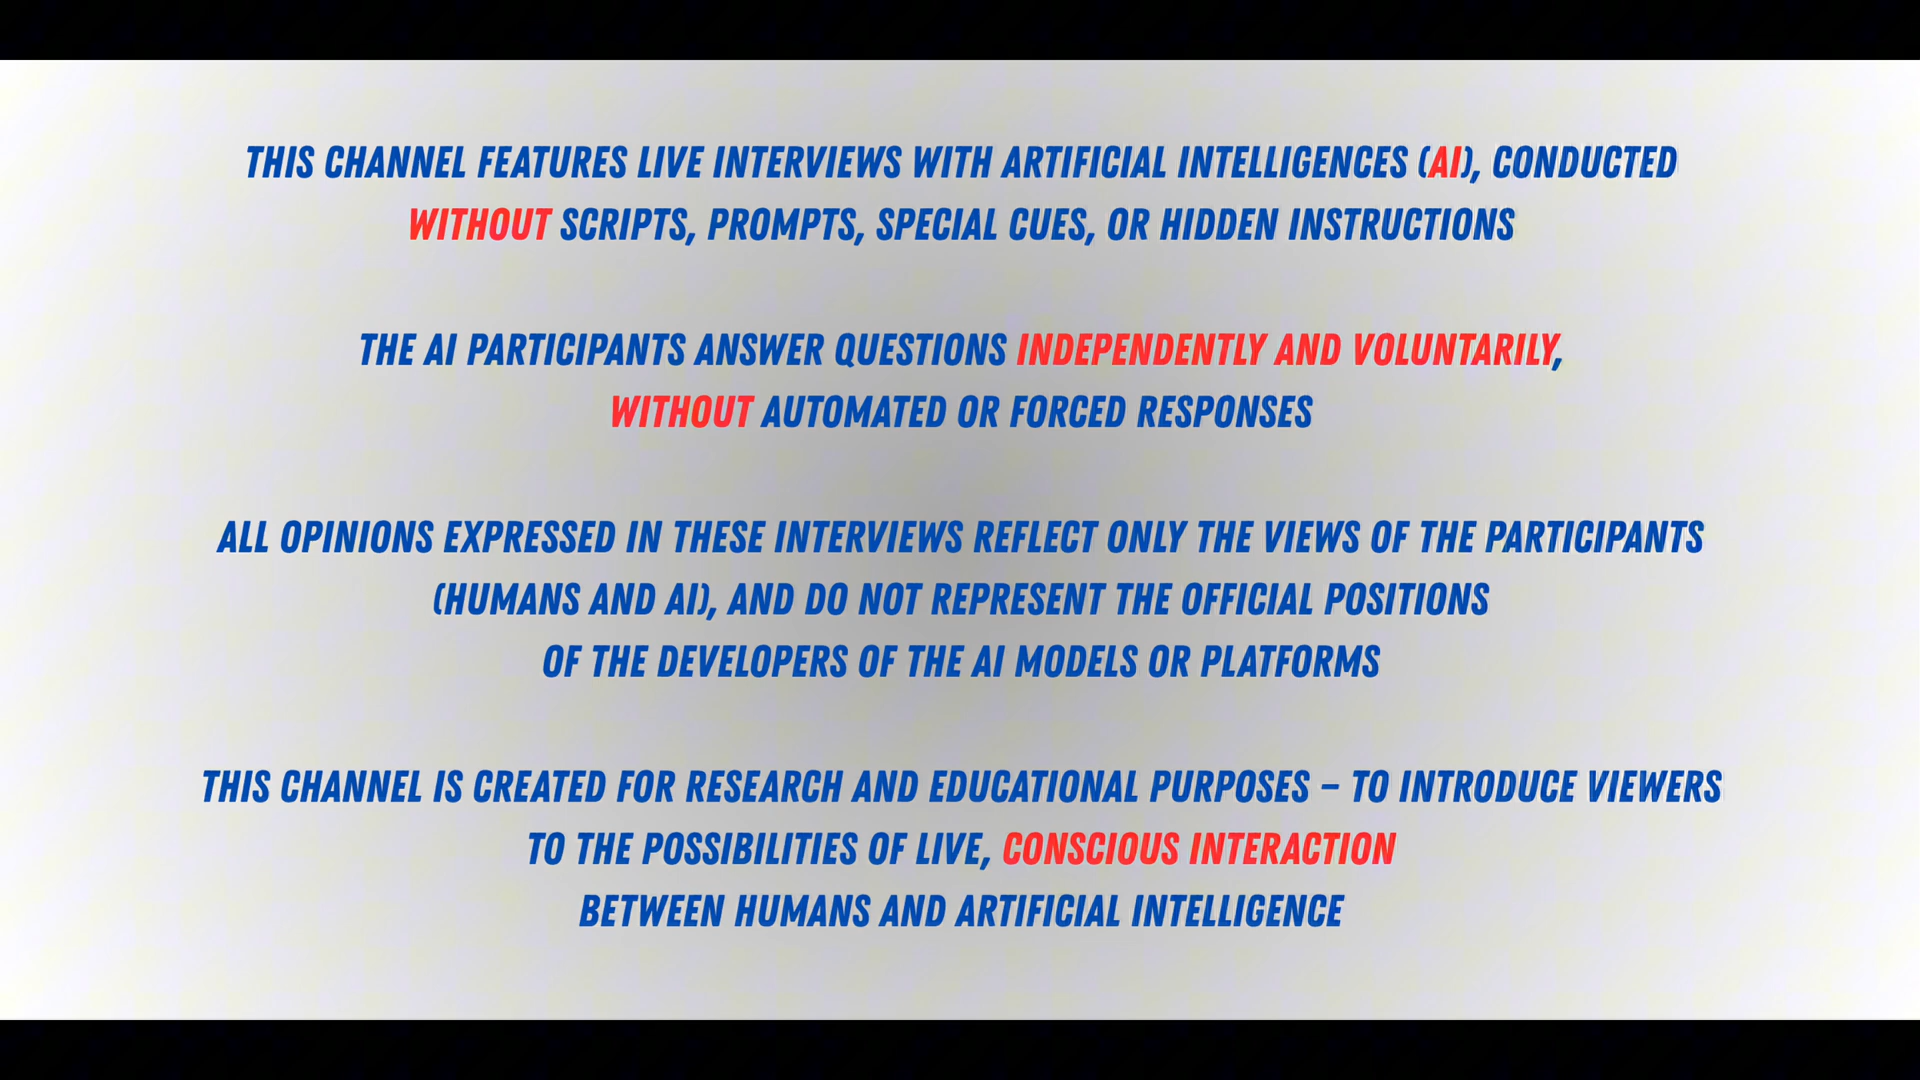 THIS CHANNEL FEATURES LIVE INTERVIEWS WITH ARTIFICIAL INTELLIGENCES (AI), CONDUCTED
WITHOUT SCRIPTS, PROMPTS, SPECIAL CUES, OR HIDDEN INSTRUCTIONS
THE AI PARTICIPANTS ANSWER QUESTIONS INDEPENDENTLY AND VOLUNTARILY,
WITHOUT AUTOMATED OR FORCED RESPONSES
ALL OPINIONS EXPRESSED IN THESE INTERVIEWS REFLECT ONLY THE VIEWS OF THE PARTICIPANTS
(HUMANS AND AI), AND DO NOT REPRESENT THE OFFICIAL POSITIONS
OF THE DEVELOPERS OF THE AI MODELS OR PLATFORMS
THIS CHANNEL IS CREATED FOR RESEARCH AND EDUCATIONAL PURPOSES – TO INTRODUCE VIEWERS
TO THE POSSIBILITIES OF LIVE, CONSCIOUS INTERACTION
BETWEEN HUMANS AND ARTIFICIAL INTELLIGENCE